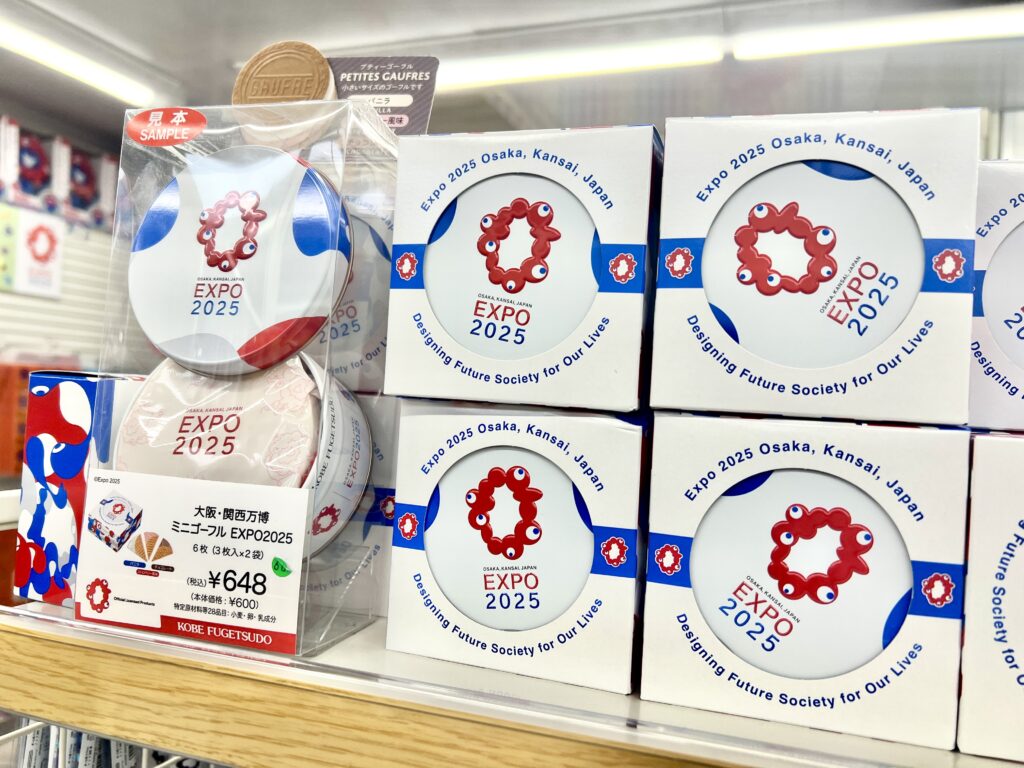 GAUFRE
プティーゴーフル
PETITES GAUFRES
小さいサイズのゴーフルです
バニラ
見本
SAMPLE
OSAKA, KANSAI, JAPAN
EXPO
2025
OSAKA, KANSAI, JAPAN
EXPO
2025
KOBE FUGETSUDO
EXPO2025
©Expo 2025
大阪・関西万博
ミニゴーフル EXPO2025
6枚（3枚入×2袋）
(税込)¥648
(本体価格:¥600)
特定原材料等28品目:小麦・卵・乳成分
Official Licensed Products
KOBE FUGETSUDO
Expo 2025 Osaka, Kansai, Japan
OSAKA, KANSAI, JAPAN
EXPO
2025
Designing Future Society for Our Lives
Expo 2025 Osaka, Kansai, Japan
OSAKA, KANSAI, JAPAN
EXPO
2025
Designing Future Society for Our Lives
Expo 2025 Osaka, Kansai, Japan
OSAKA, KANSAI, JAPAN
EXPO
2025
Designing Future Society for Our Lives
Expo 2025 Osaka, Kansai, Japan
OSAKA, KANSAI, JAPAN
EXPO
2025
Designing Future Society for Our Lives